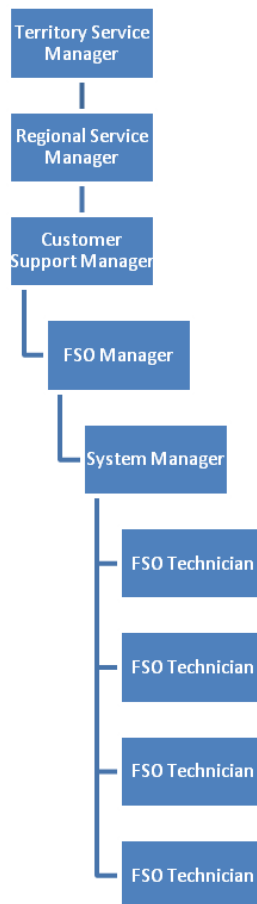 Territory Service
Manager
Regional Service
Manager
Customer
Support Manager
FSO Manager
System Manager
FSO Technician
FSO Technician
FSO Technician
FSO Technician